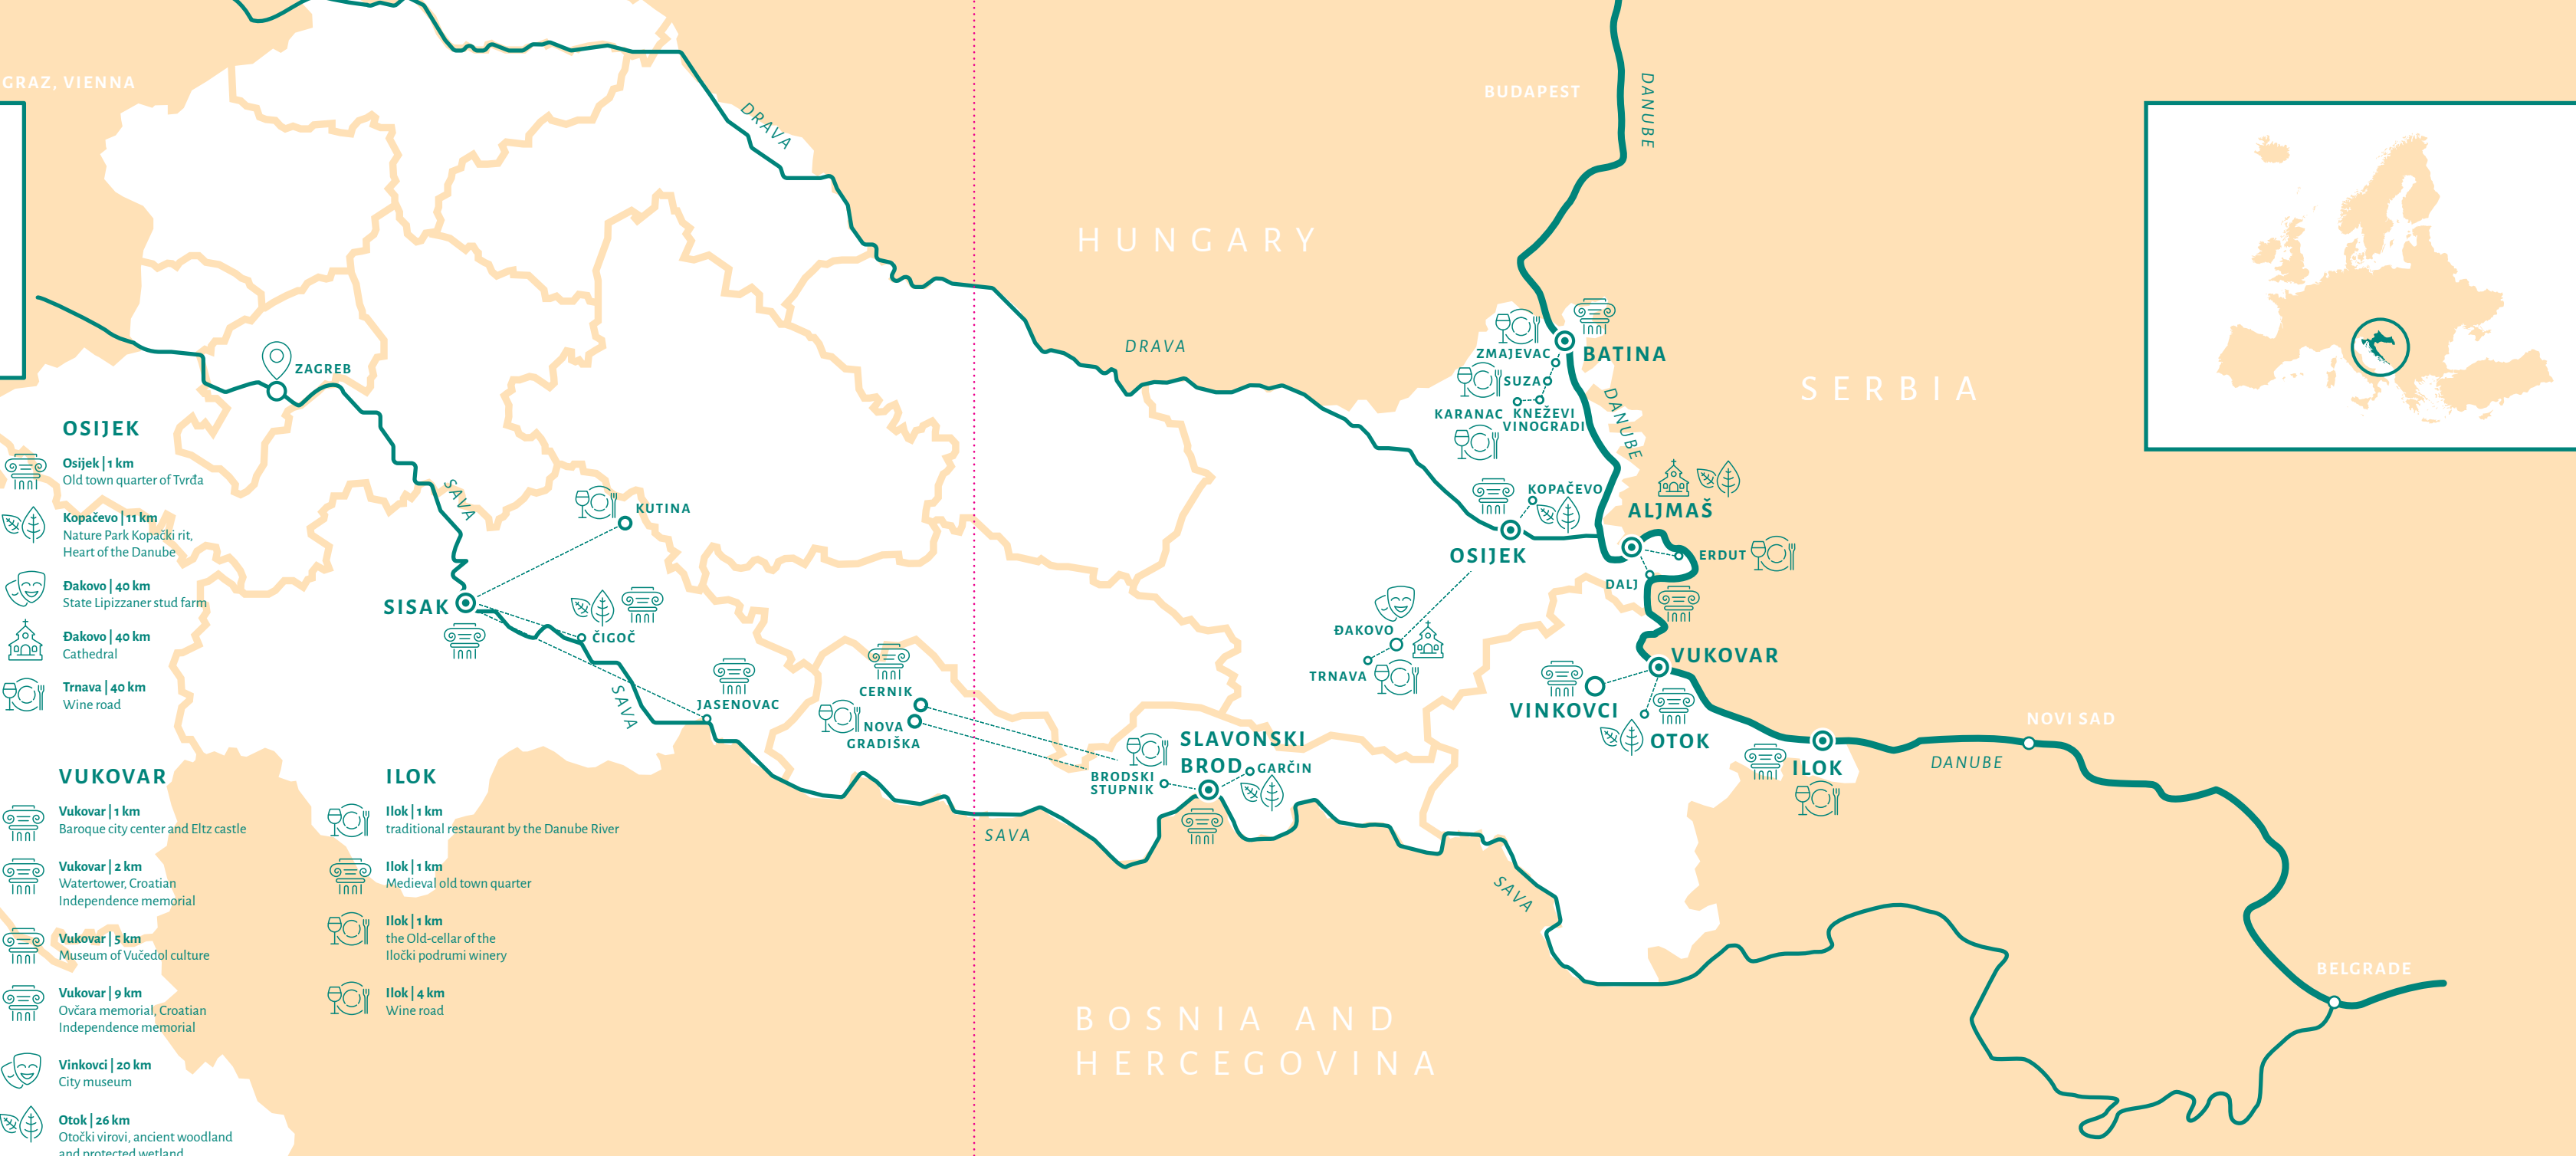 GRAZ, VIENNA
DRAVA
BUDAPEST
DANUBE
HUNGARY
SERBIA
DRAVA
ZAGREB
ZMAJEVAC
BATINA
SUZA
KARANAC
KNEŽEVI
VINOGRADI
DANUBE
SAVA
KUTINA
KOPAČEVO
ALJMAŠ
OSIJEK
ERDUT
DALJ
SISAK
ČIGOČ
ĐAKOVO
TRNAVA
VUKOVAR
SAVA
JASENOVAC
CERNIK
NOVA
GRADIŠKA
VINKOVCI
OTOK
SLAVONSKI
BROD
GARČIN
BRODSKI
STUPNIK
ILOK
NOVI SAD
DANUBE
SAVA
SAVA
BELGRADE
BOSNIA AND
HERCEGOVINA
OSIJEK
Osijek | 1 km
Old town quarter of Tvrđa
Kopačevo | 11 km
Nature Park Kopački rit,
Heart of the Danube
Đakovo | 40 km
State Lipizzaner stud farm
Đakovo | 40 km
Cathedral
Trnava | 40 km
Wine road
VUKOVAR
Vukovar | 1 km
Baroque city center and Eltz castle
Vukovar | 2 km
Watertower, Croatian
Independence memorial
Vukovar | 5 km
Museum of Vučedol culture
Vukovar | 9 km
Ovčara memorial, Croatian
Independence memorial
Vinkovci | 20 km
City museum
Otok | 26 km
Otočki virovi, ancient woodland
and protected wetland
ILOK
Ilok | 1 km
traditional restaurant by the Danube River
Ilok | 1 km
Medieval old town quarter
Ilok | 1 km
the Old-cellar of the
Iločki podrumi winery
Ilok | 4 km
Wine road